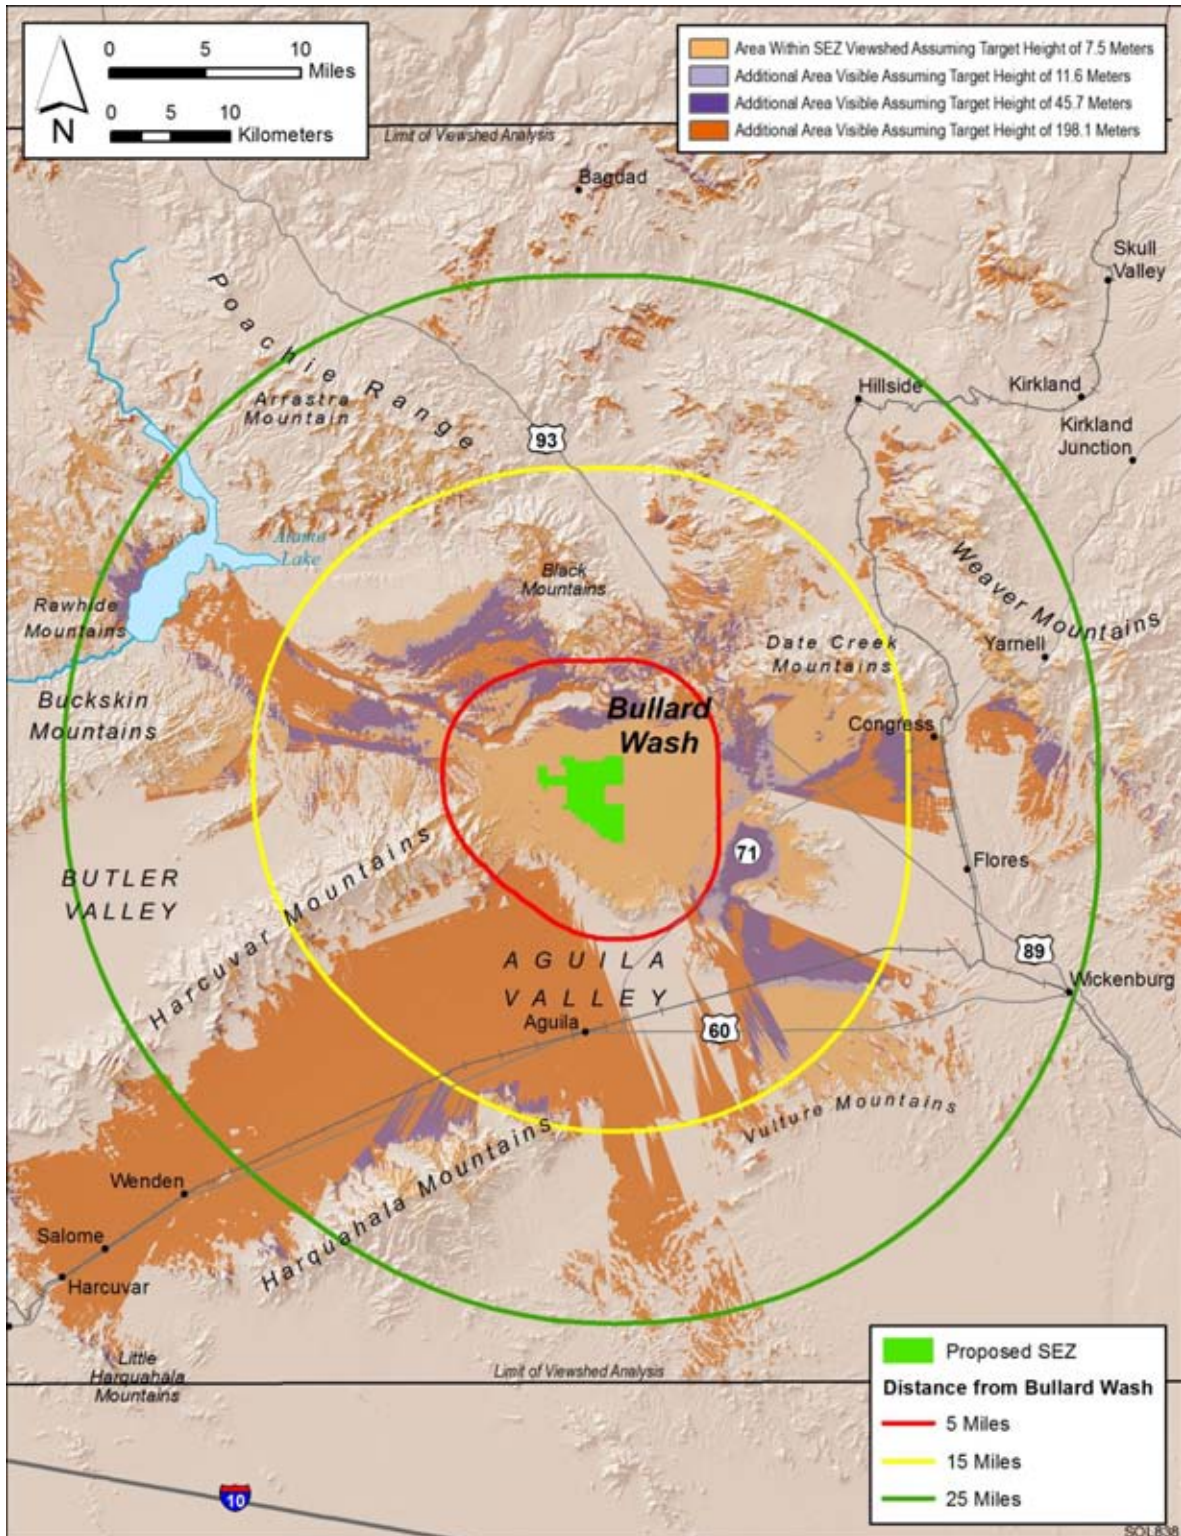 0 5 10
Miles
0 5 10
Kilometers
N
Area Within SEZ Viewshed Assuming Target Height of 7.5 Meters
Additional Area Visible Assuming Target Height of 11.6 Meters
Additional Area Visible Assuming Target Height of 45.7 Meters
Additional Area Visible Assuming Target Height of 198.1 Meters
Limit of Viewshed Analysis
Bagdad
Skull
Valley
Poachie Range
Arrastra
Mountain
Hillside
Kirkland
Kirkland
Junction
93
Alamo
Lake
Black
Mountains
Weaver Mountains
Rawhide
Mountains
Date Creek
Mountains
Yarnell
Buckskin
Mountains
Bullard
Wash
Congress
71
Flores
BUTLER
VALLEY
Harcuvar Mountains
AGUILA
VALLEY
89
Wickenburg
Aguila
60
Vulture Mountains
Harquahala Mountains
Wenden
Salome
Harcuvar
Little
Harquahala
Mountains
Limit of Viewshed Analysis
Proposed SEZ
Distance from Bullard Wash
5 Miles
15 Miles
25 Miles
10
SOL838